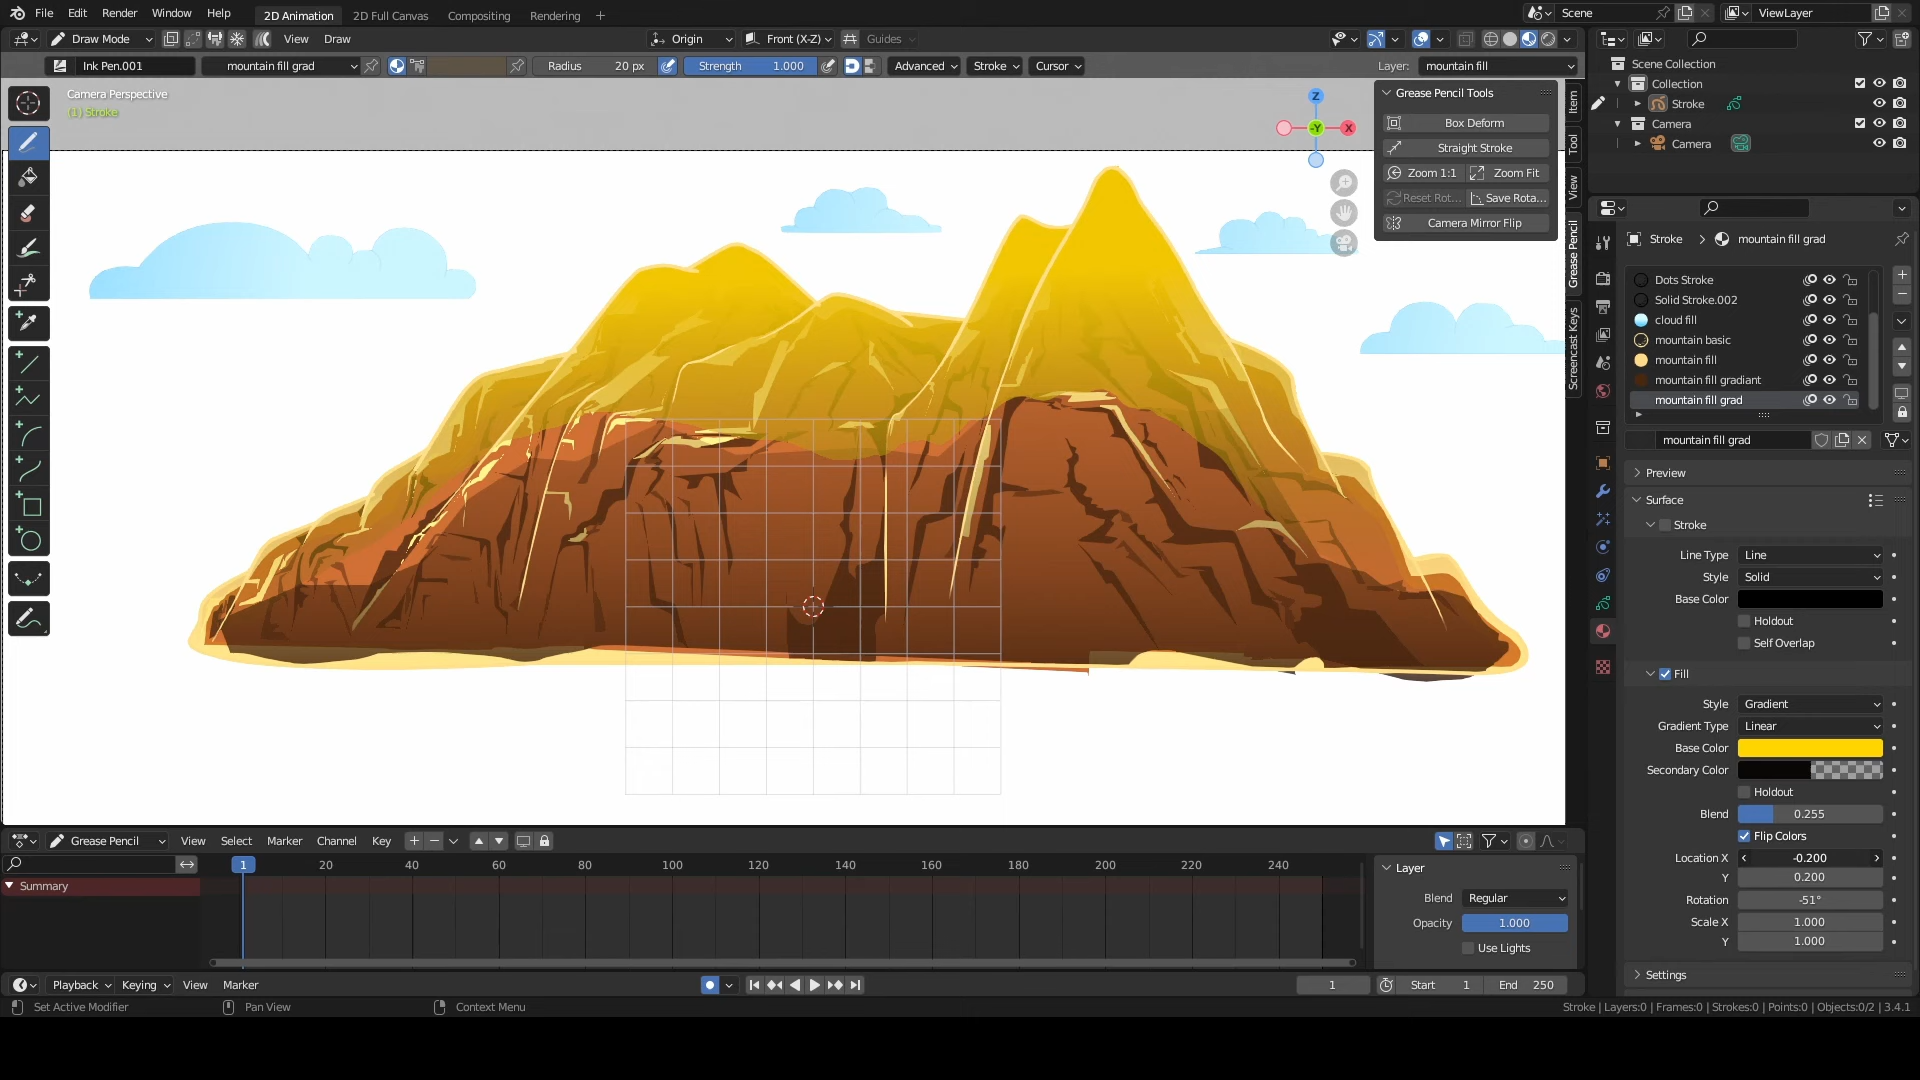 File Edit Render Window Help 2D Animation 2D Full Canvas Compositing Rendering + Scene ViewLayer
Draw Mode View Draw Origin Front (X-Z) Guides
Ink Pen.001 mountain fill grad Radius 20 px Strength 1.000 Advanced Stroke Cursor Layer: mountain fill
Camera Perspective
(1) Stroke
Z
-Y X
Grease Pencil Tools
Box Deform
Straight Stroke
Zoom 1:1 Zoom Fit
Reset Rot... Save Rota...
Camera Mirror Flip
Item
Tool
View
Grease Pencil
Screencast Keys
Scene Collection
Collection
Stroke
Camera
Camera
Stroke > mountain fill grad
Dots Stroke
Solid Stroke.002
cloud fill
mountain basic
mountain fill
mountain fill gradiant
mountain fill grad
mountain fill grad
Preview
Surface
Stroke
Line Type Line
Style Solid
Base Color
Holdout
Self Overlap
Fill
Style Gradient
Gradient Type Linear
Base Color
Secondary Color
Holdout
Blend 0.255
Flip Colors
Location X -0.200
Y 0.200
Rotation -51°
Scale X 1.000
Y 1.000
Settings
Grease Pencil View Select Marker Channel Key
1 20 40 60 80 100 120 140 160 180 200 220 240
Summary
Layer
Blend Regular
Opacity 1.000
Use Lights
Playback Keying View Marker 1 Start 1 End 250
Set Active Modifier Pan View Context Menu Stroke | Layers:0 | Frames:0 | Strokes:0 | Points:0 | Objects:0/2 | 3.4.1